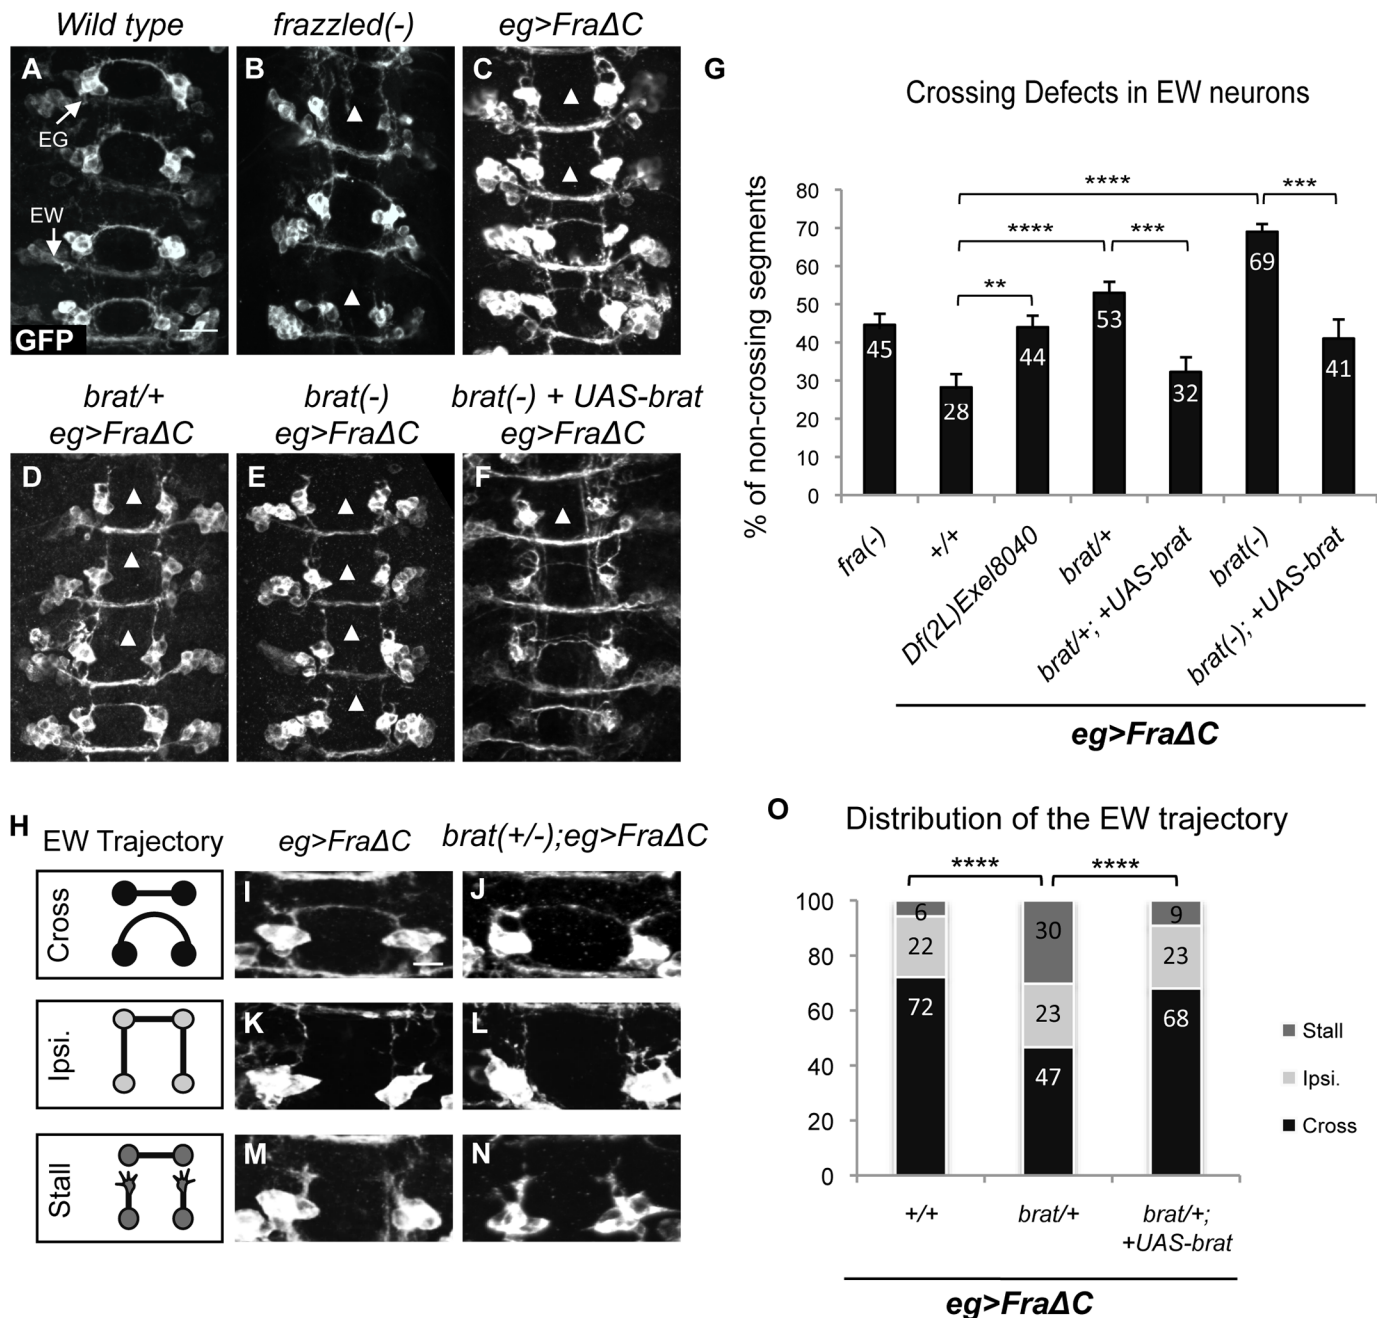 Wild type
frazzled(-)
eg>FraΔC
A
EG
EW
GFP
B
C
brat/+
eg>FraΔC
brat(-)
eg>FraΔC
brat(-) + UAS-brat
eg>FraΔC
D
E
F
G
Crossing Defects in EW neurons
% of non-crossing segments
80
70
60
50
40
30
20
10
0
****
***
****
***
**
45
28
44
53
32
69
41
fra(-)
+/+
Df(2L)Exel8040
brat/+
brat/+; +UAS-brat
brat(-)
brat(-); +UAS-brat
eg>FraΔC
H
EW Trajectory
eg>FraΔC
brat(+/-);eg>FraΔC
Cross
I
J
Ipsi.
K
L
Stall
M
N
O
Distribution of the EW trajectory
****
****
100
80
60
40
20
0
6
22
72
30
23
47
9
23
68
Stall
Ipsi.
Cross
+/+
brat/+
brat/+;
+UAS-brat
eg>FraΔC